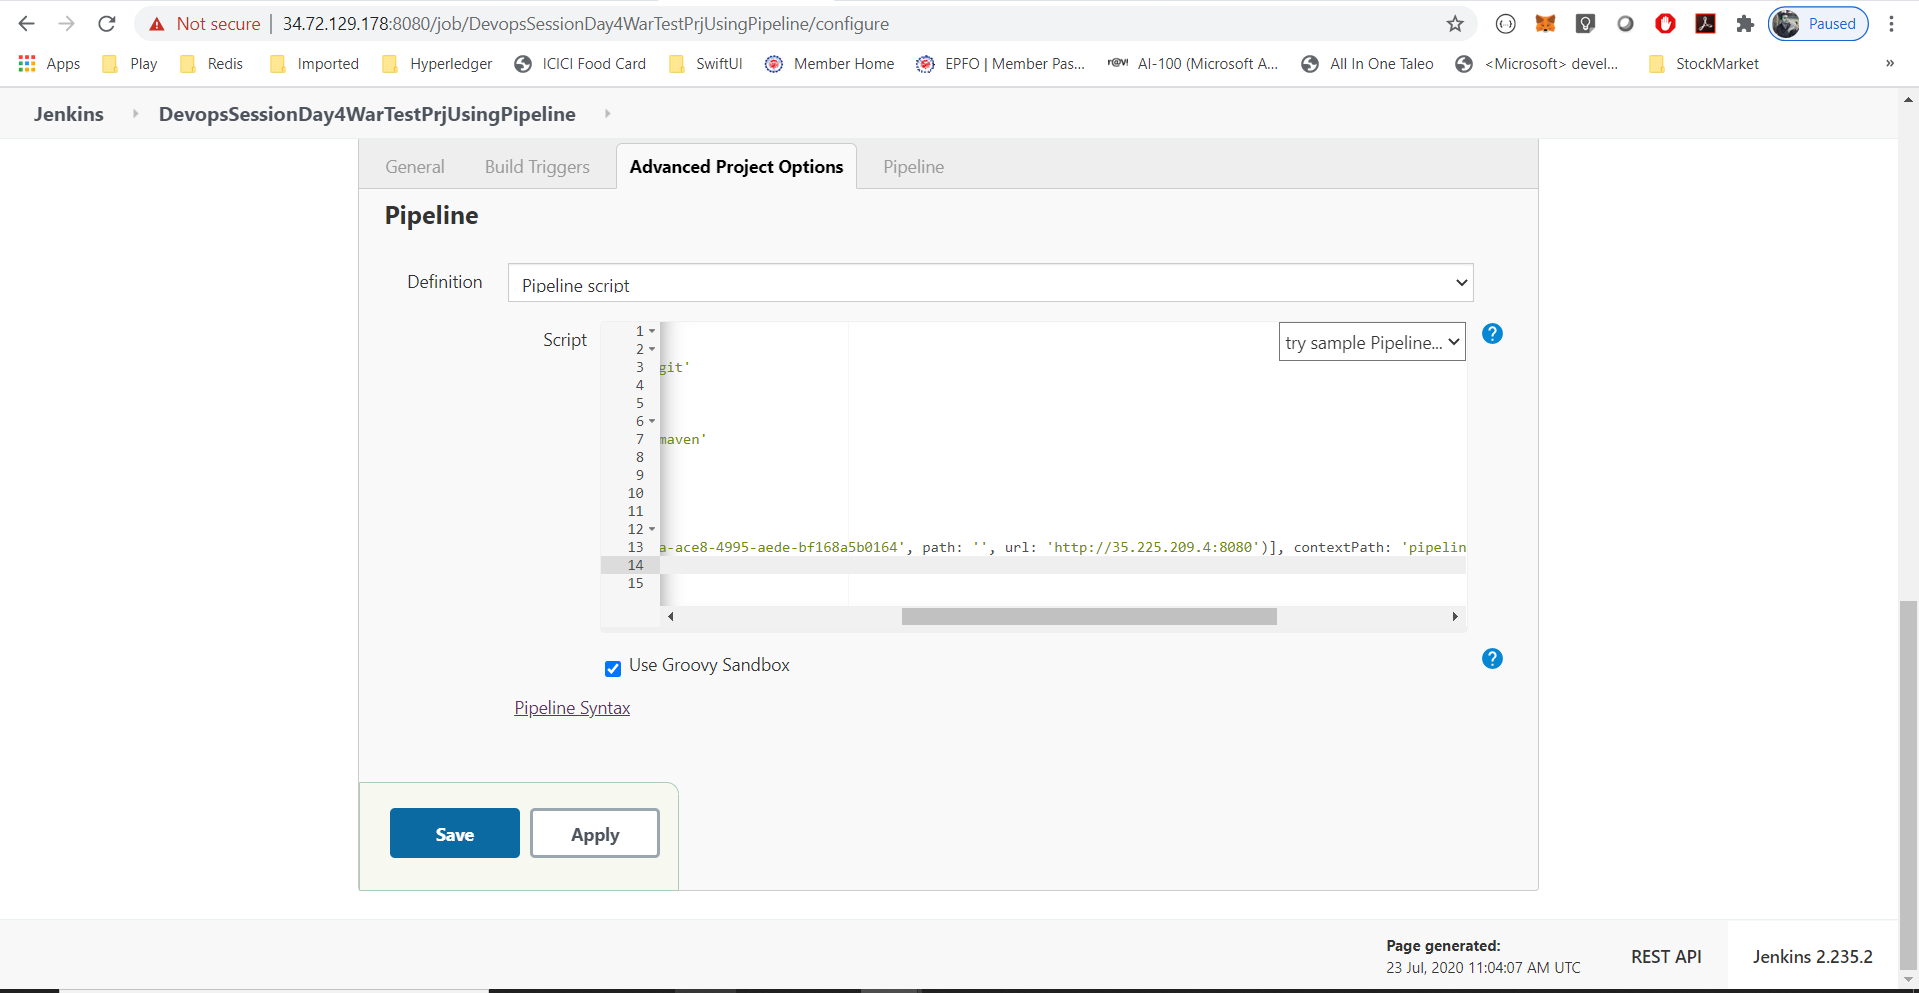 Not secure | 34.72.129.178:8080/job/DevopsSessionDay4WarTestPrjUsingPipeline/configure Paused
Apps Play Redis Imported Hyperledger ICICI Food Card SwiftUI Member Home EPFO | Member Pas... r@v! AI-100 (Microsoft A... All In One Taleo <Microsoft> devel... StockMarket »
Jenkins DevopsSessionDay4WarTestPrjUsingPipeline
General Build Triggers Advanced Project Options Pipeline
Pipeline
Definition Pipeline script
Script try sample Pipeline... ?
1
2
3 git'
4
5
6
7 maven'
8
9
10
11
12
13 a-ace8-4995-aede-bf168a5b0164', path: '', url: 'http://35.225.209.4:8080')], contextPath: 'pipelin
14
15
Use Groovy Sandbox ?
Pipeline Syntax
Save Apply
Page generated:
23 Jul, 2020 11:04:07 AM UTC
REST API
Jenkins 2.235.2